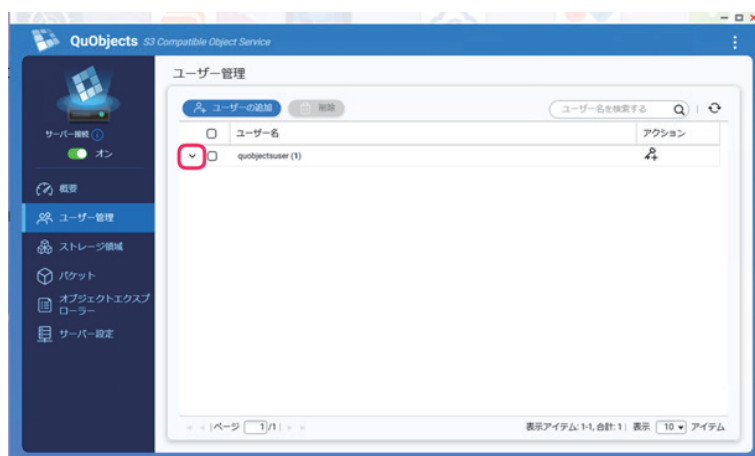 QuObjects S3 Compatible Object Service
サーバー接続
オン
概要
ユーザー管理
ストレージ領域
バケット
オブジェクトエクスプ
ローラー
サーバー設定
ユーザー管理
ユーザーの追加
削除
ユーザー名を検索する
ユーザー名
アクション
quobjectsuser (1)
ページ 1 /1
表示アイテム: 1-1, 合計: 1 | 表示 10 アイテム